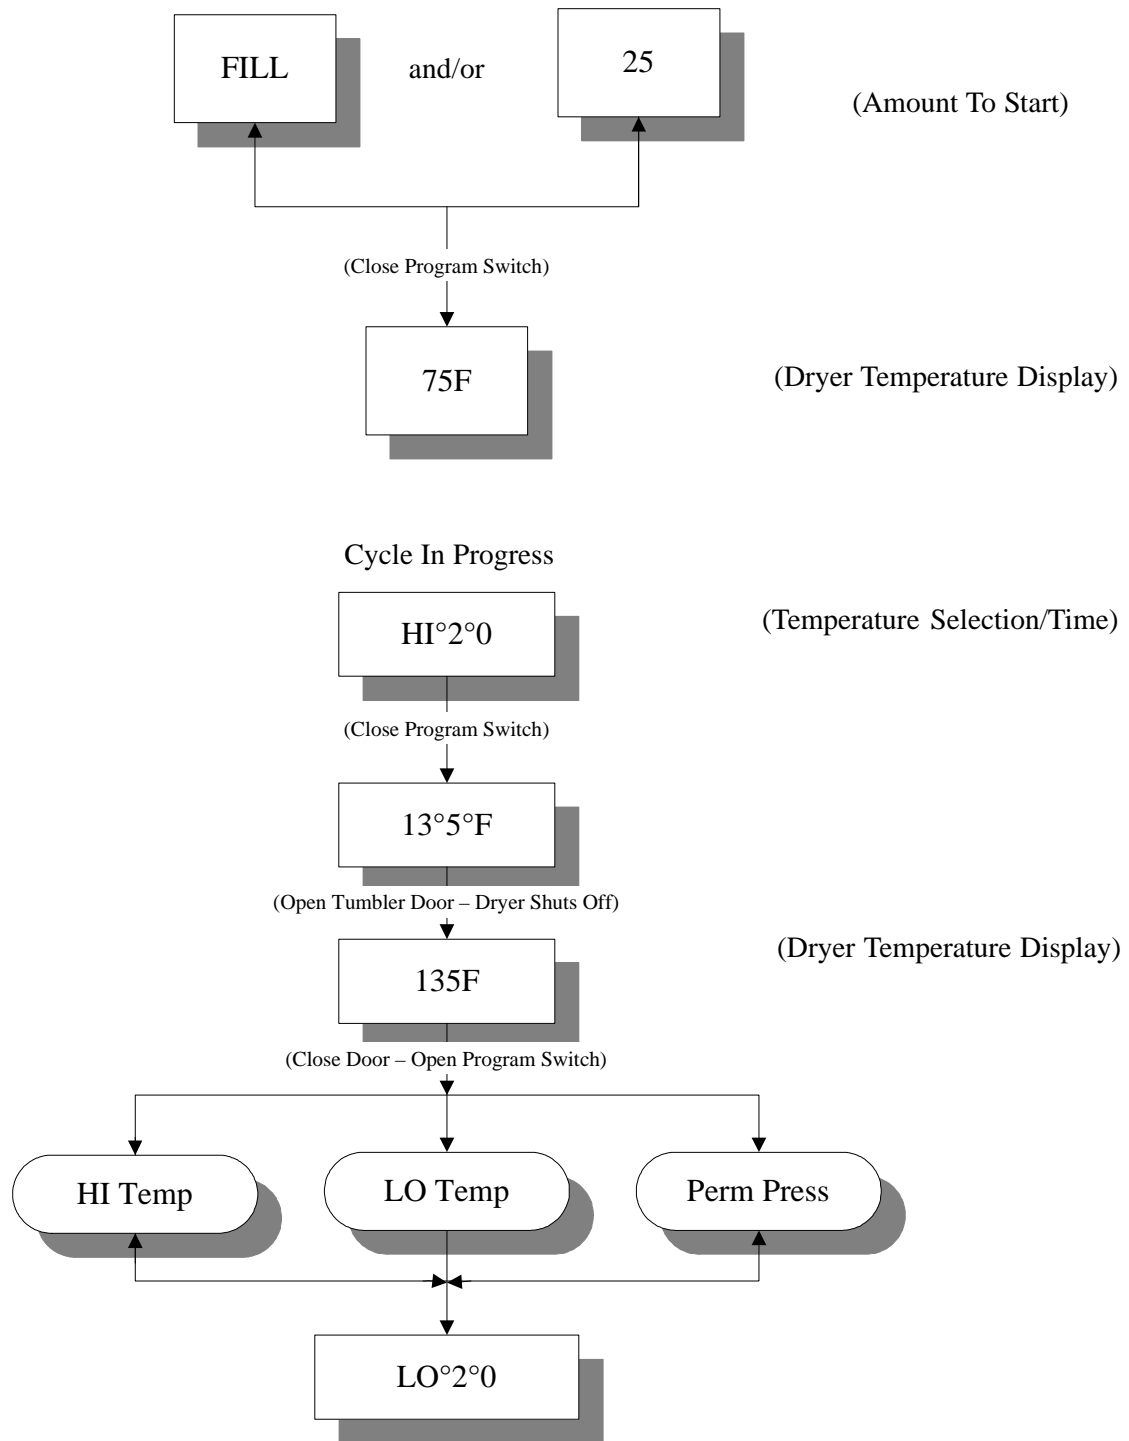 FILL
and/or
25
(Amount To Start)
(Close Program Switch)
75F
(Dryer Temperature Display)
Cycle In Progress
HI°2°0
(Temperature Selection/Time)
(Close Program Switch)
13°5°F
(Open Tumbler Door – Dryer Shuts Off)
135F
(Dryer Temperature Display)
(Close Door – Open Program Switch)
HI Temp
LO Temp
Perm Press
LO°2°0